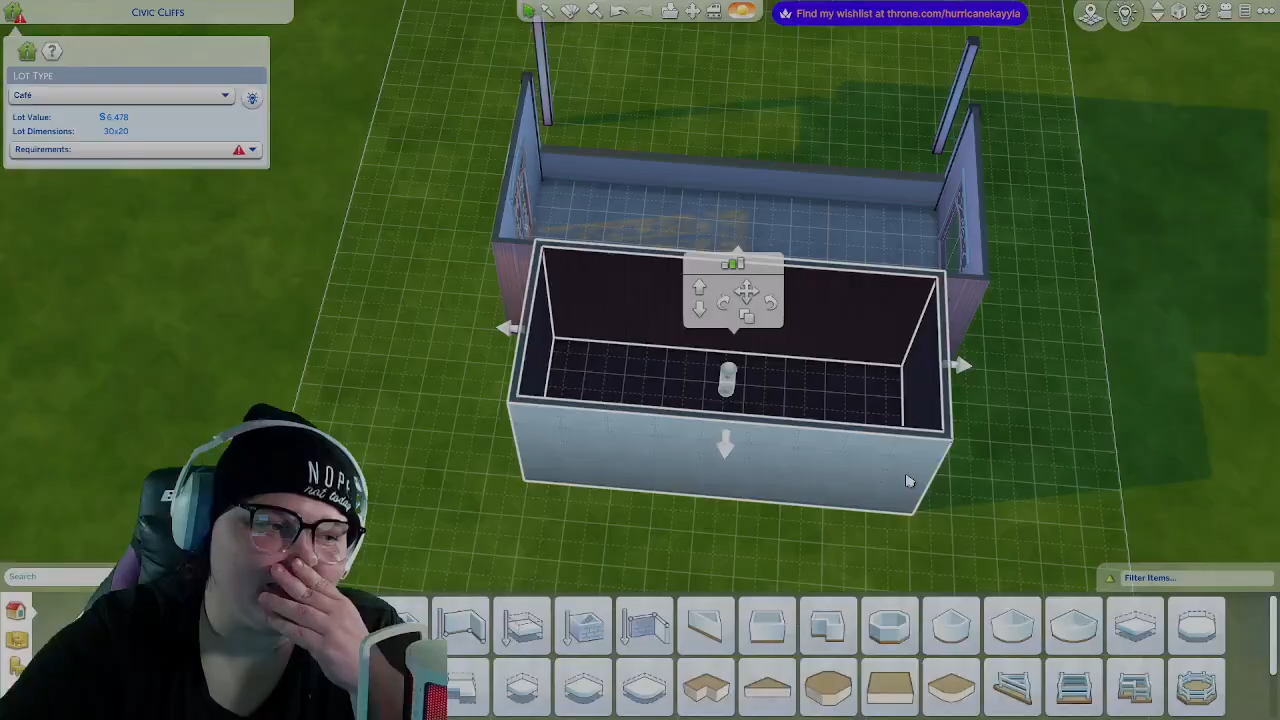 CIVIC CLIFFS
Find my wishlist at throne.com/hurricanekayyla
LOT TYPE
Café
Lot Value: §6,478
Lot Dimensions: 30x20
Requirements:
NOPE
not today
Search
Filter Items...